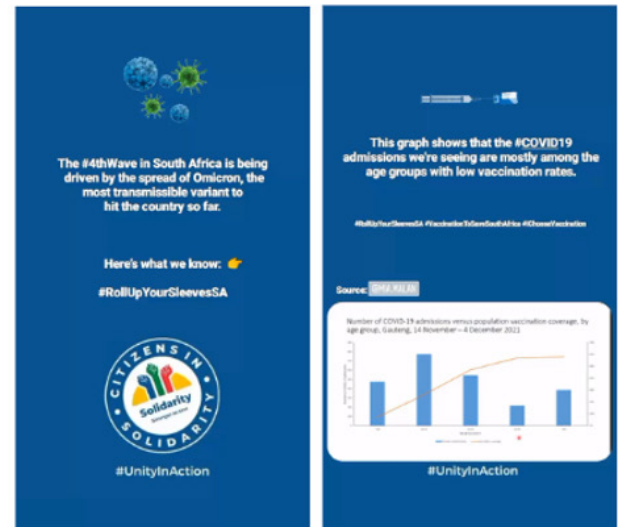 The #4thWave in South Africa is being
driven by the spread of Omicron, the
most transmissible variant to
hit the country so far.
Here's what we know: 👉
#RollUpYourSleevesSA
CITIZENS IN
Solidarity
SOLIDARITY
#UnityInAction
This graph shows that the #COVID19
admissions we're seeing are mostly among the
age groups with low vaccination rates.
#RollUpYourSleevesSA #VaccinationToSaveSouthAfrica #IChooseVaccination
Source:
Number of COVID-19 admissions versus population vaccination coverage, by
age group, Gauteng, 14 November – 4 December 2021
#UnityInAction